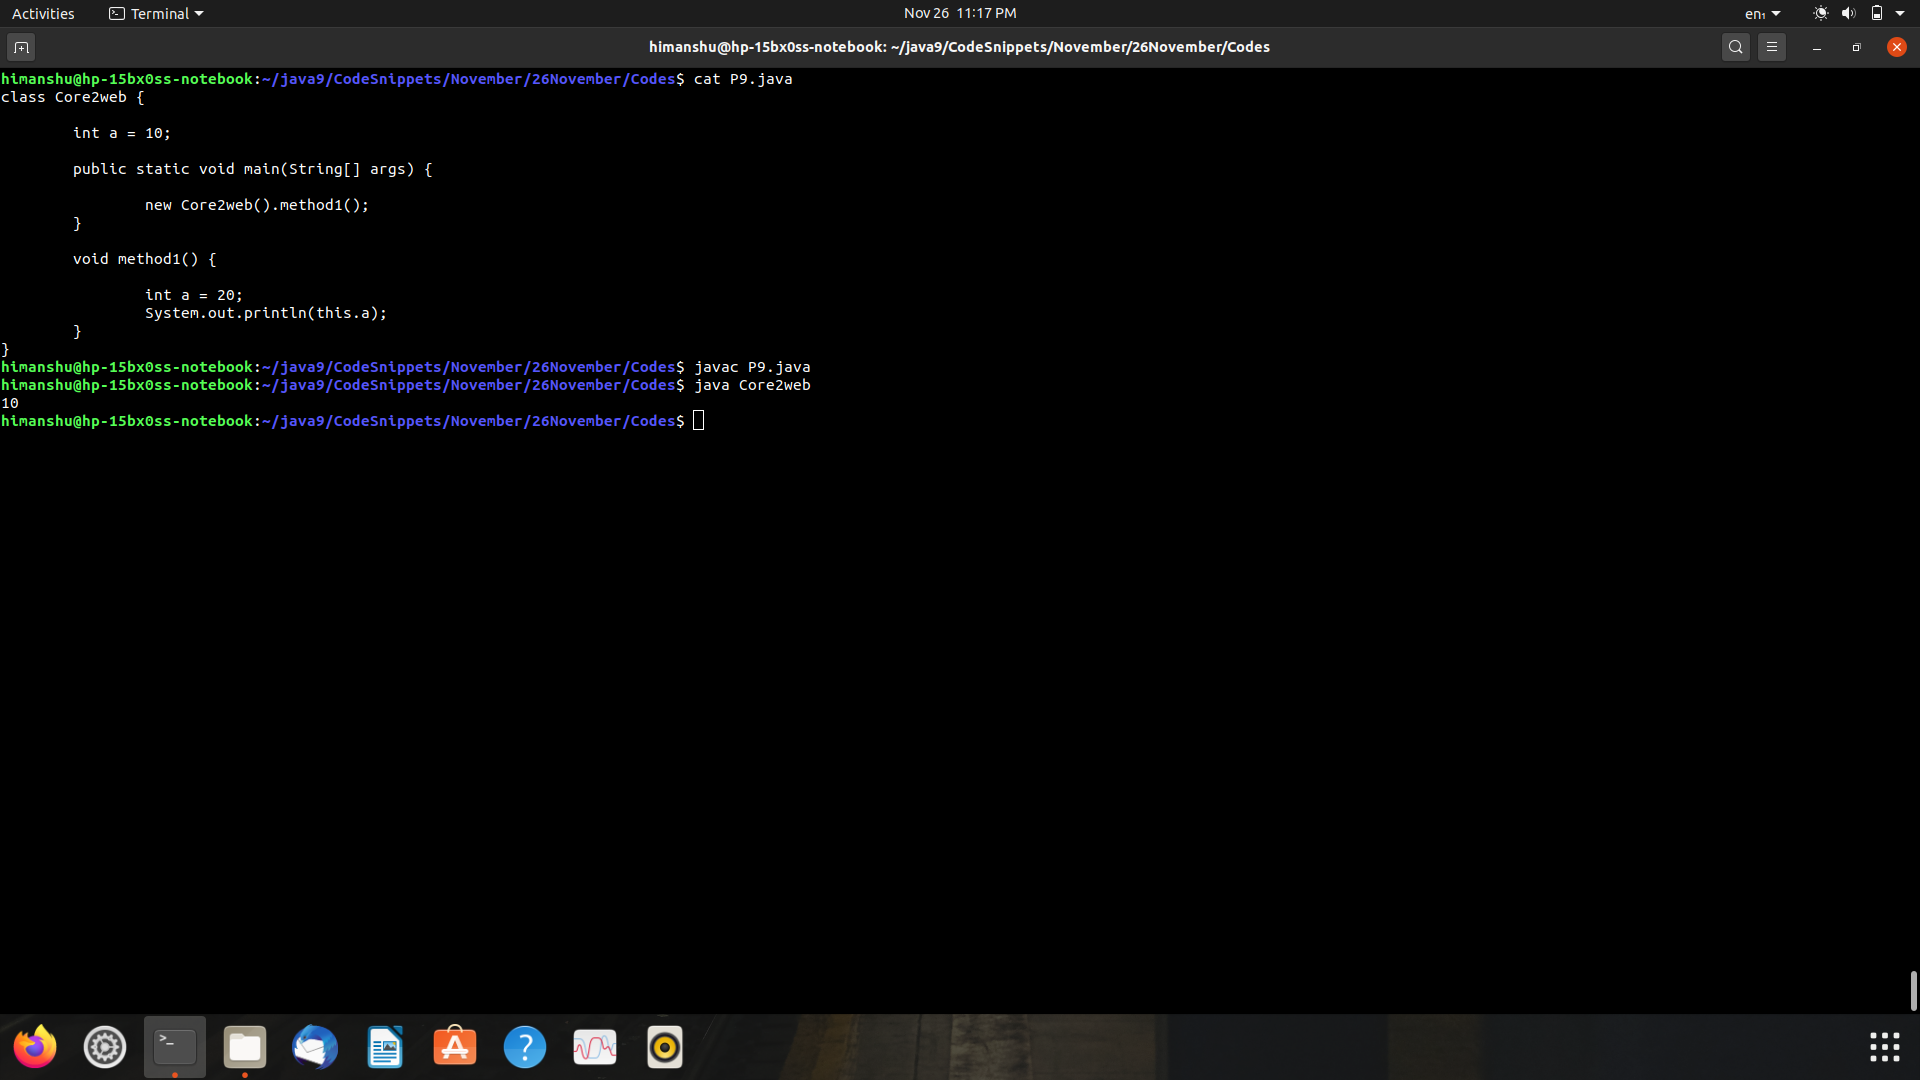 Activities Terminal Nov 26 11:17 PM en₁
himanshu@hp-15bx0ss-notebook: ~/java9/CodeSnippets/November/26November/Codes
himanshu@hp-15bx0ss-notebook:~/java9/CodeSnippets/November/26November/Codes$ cat P9.java
class Core2web {
int a = 10;
public static void main(String[] args) {
new Core2web().method1();
}
void method1() {
int a = 20;
System.out.println(this.a);
}
}
himanshu@hp-15bx0ss-notebook:~/java9/CodeSnippets/November/26November/Codes$ javac P9.java
himanshu@hp-15bx0ss-notebook:~/java9/CodeSnippets/November/26November/Codes$ java Core2web
10
himanshu@hp-15bx0ss-notebook:~/java9/CodeSnippets/November/26November/Codes$